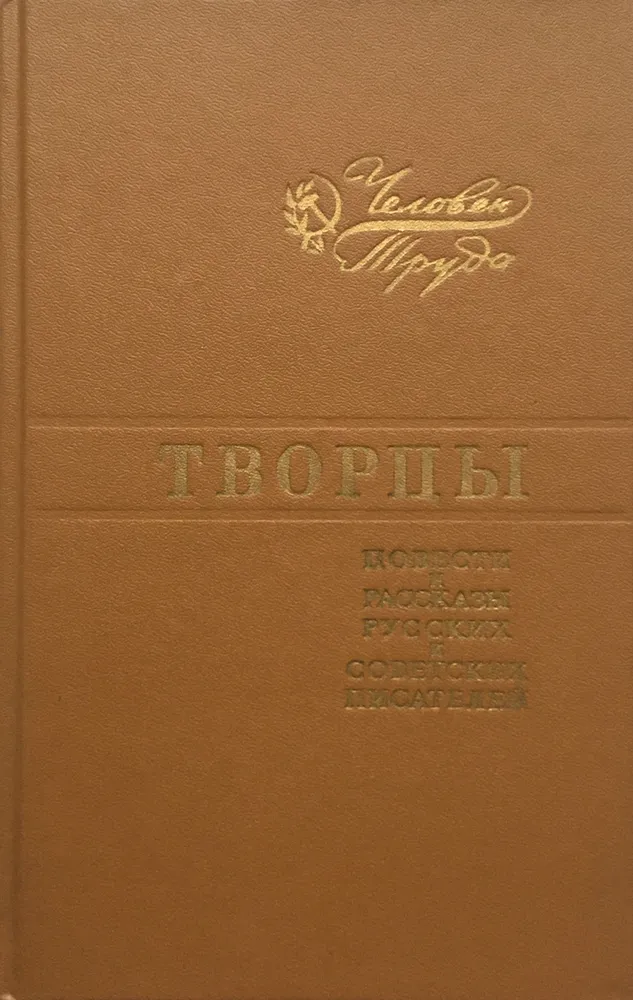 Человек
Труда
ТВОРЦЫ
ПОВЕСТИ
И
РАССКАЗЫ
РУССКИХ
И
СОВЕТСКИХ
ПИСАТЕЛЕЙ